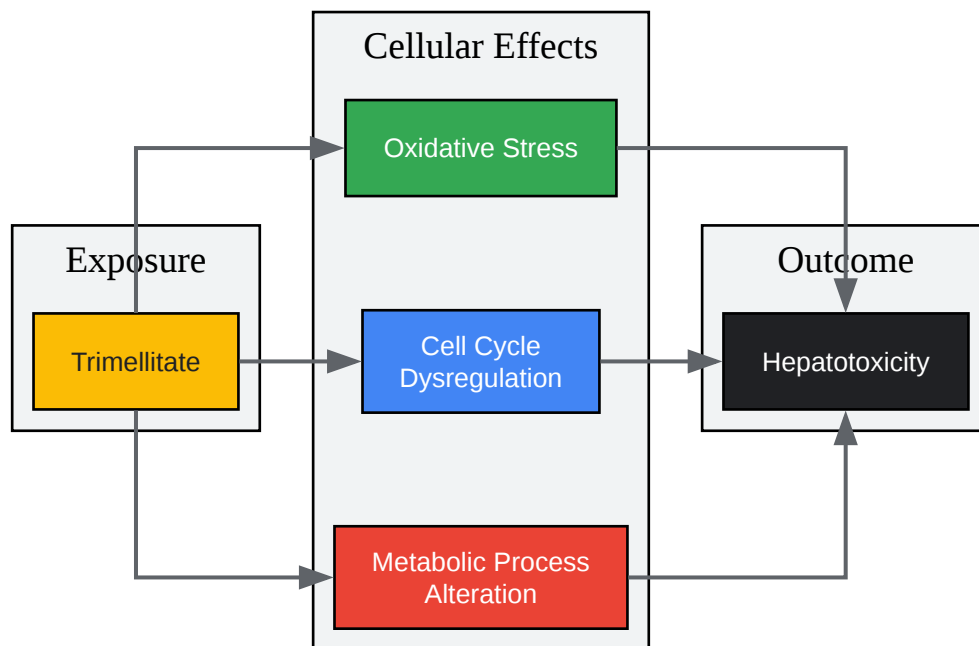 Cellular Effects
Oxidative Stress
Exposure
Trimellitate
Cell Cycle
Dysregulation
Outcome
Hepatotoxicity
Metabolic Process
Alteration